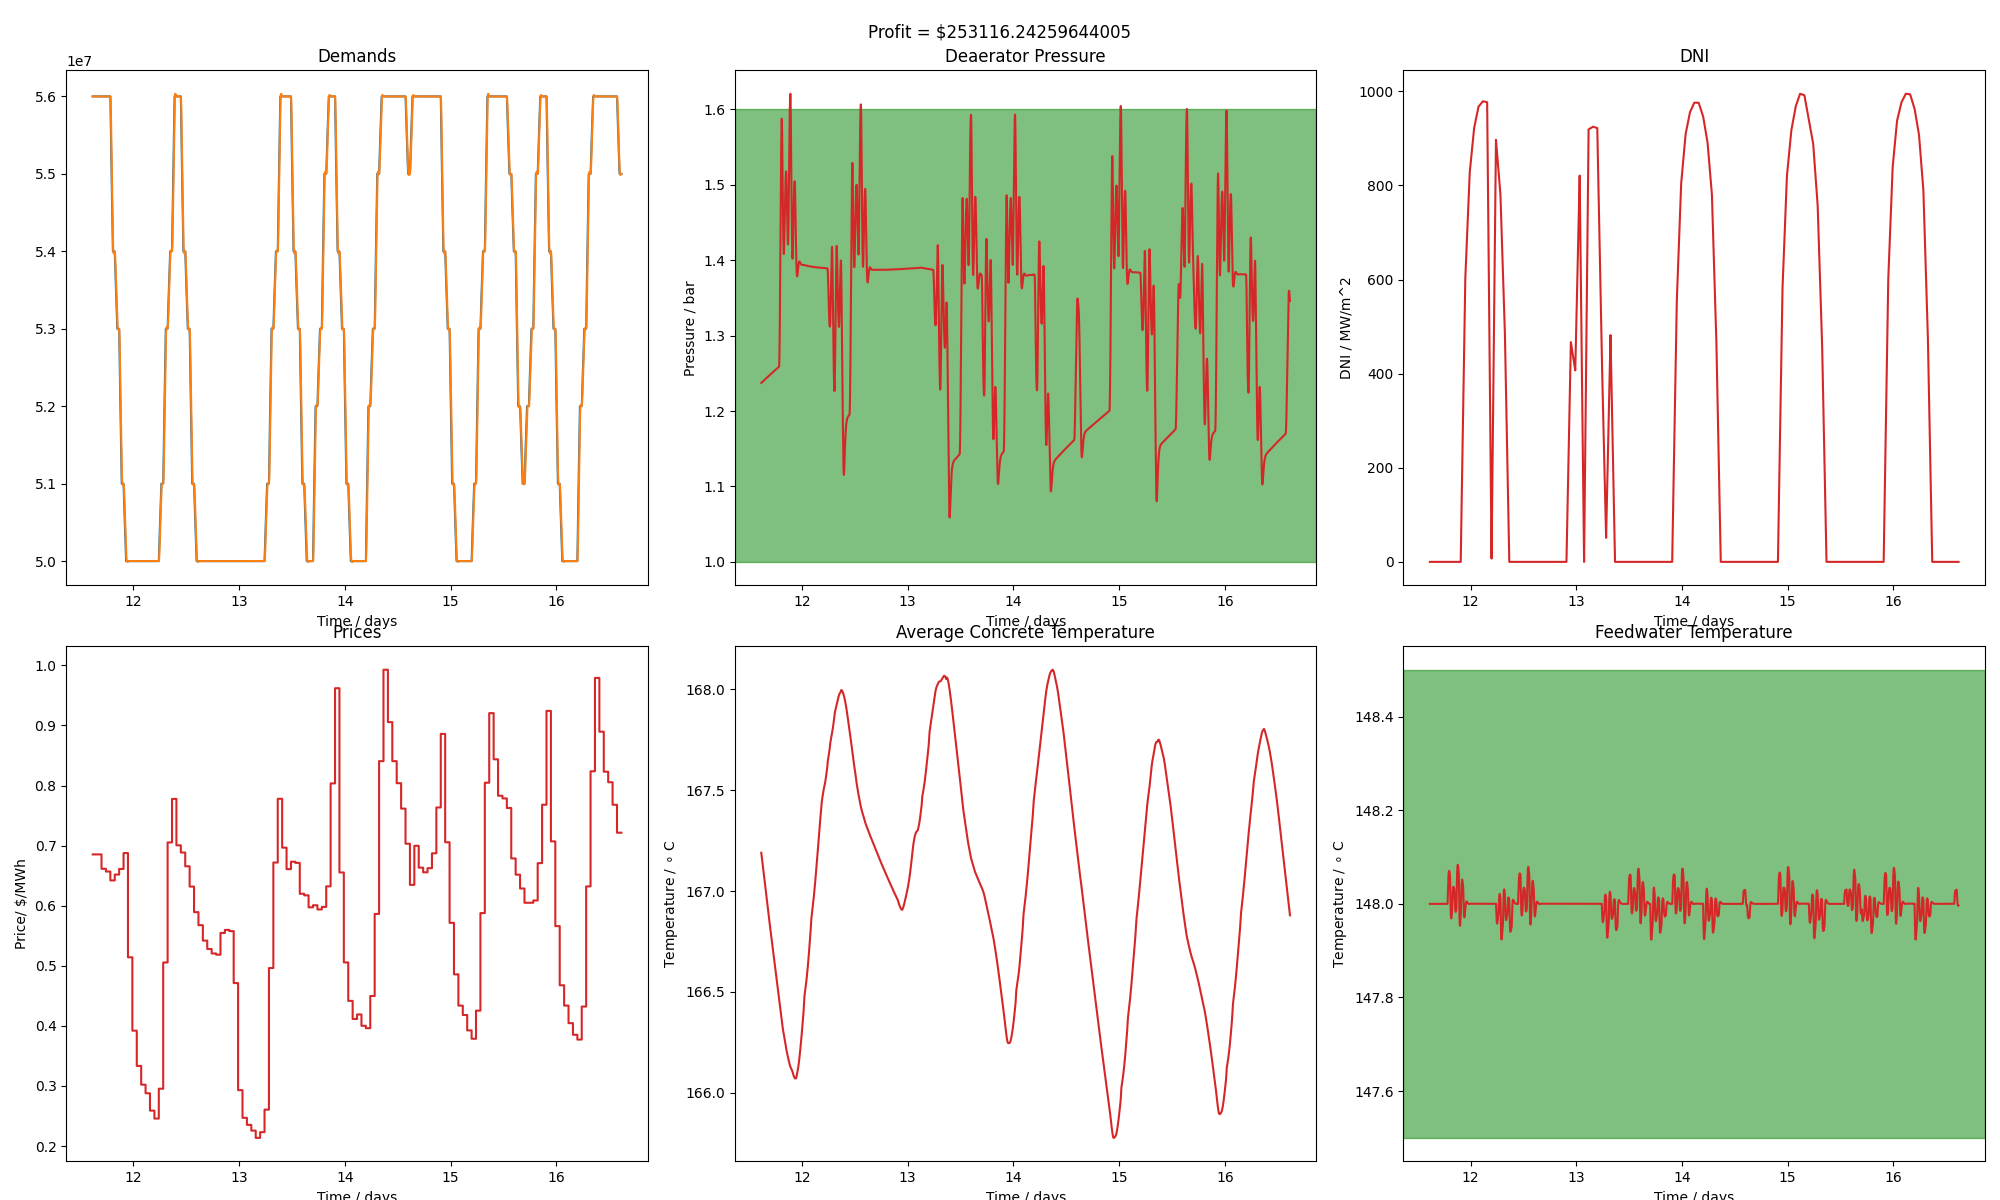 Profit = $253116.24259644005
Demands
1e7
5.6
5.5
5.4
5.3
5.2
5.1
5.0
12 13 14 15 16
Time / days
Deaerator Pressure
Pressure / bar
1.6
1.5
1.4
1.3
1.2
1.1
1.0
12 13 14 15 16
Time / days
DNI
DNI / MW/m^2
1000
800
600
400
200
0
12 13 14 15 16
Time / days
Prices
Price/ $/MWh
1.0
0.9
0.8
0.7
0.6
0.5
0.4
0.3
0.2
12 13 14 15 16
Time / days
Average Concrete Temperature
Temperature / ∘ C
168.0
167.5
167.0
166.5
166.0
12 13 14 15 16
Time / days
Feedwater Temperature
Temperature / ∘ C
148.4
148.2
148.0
147.8
147.6
12 13 14 15 16
Time / days